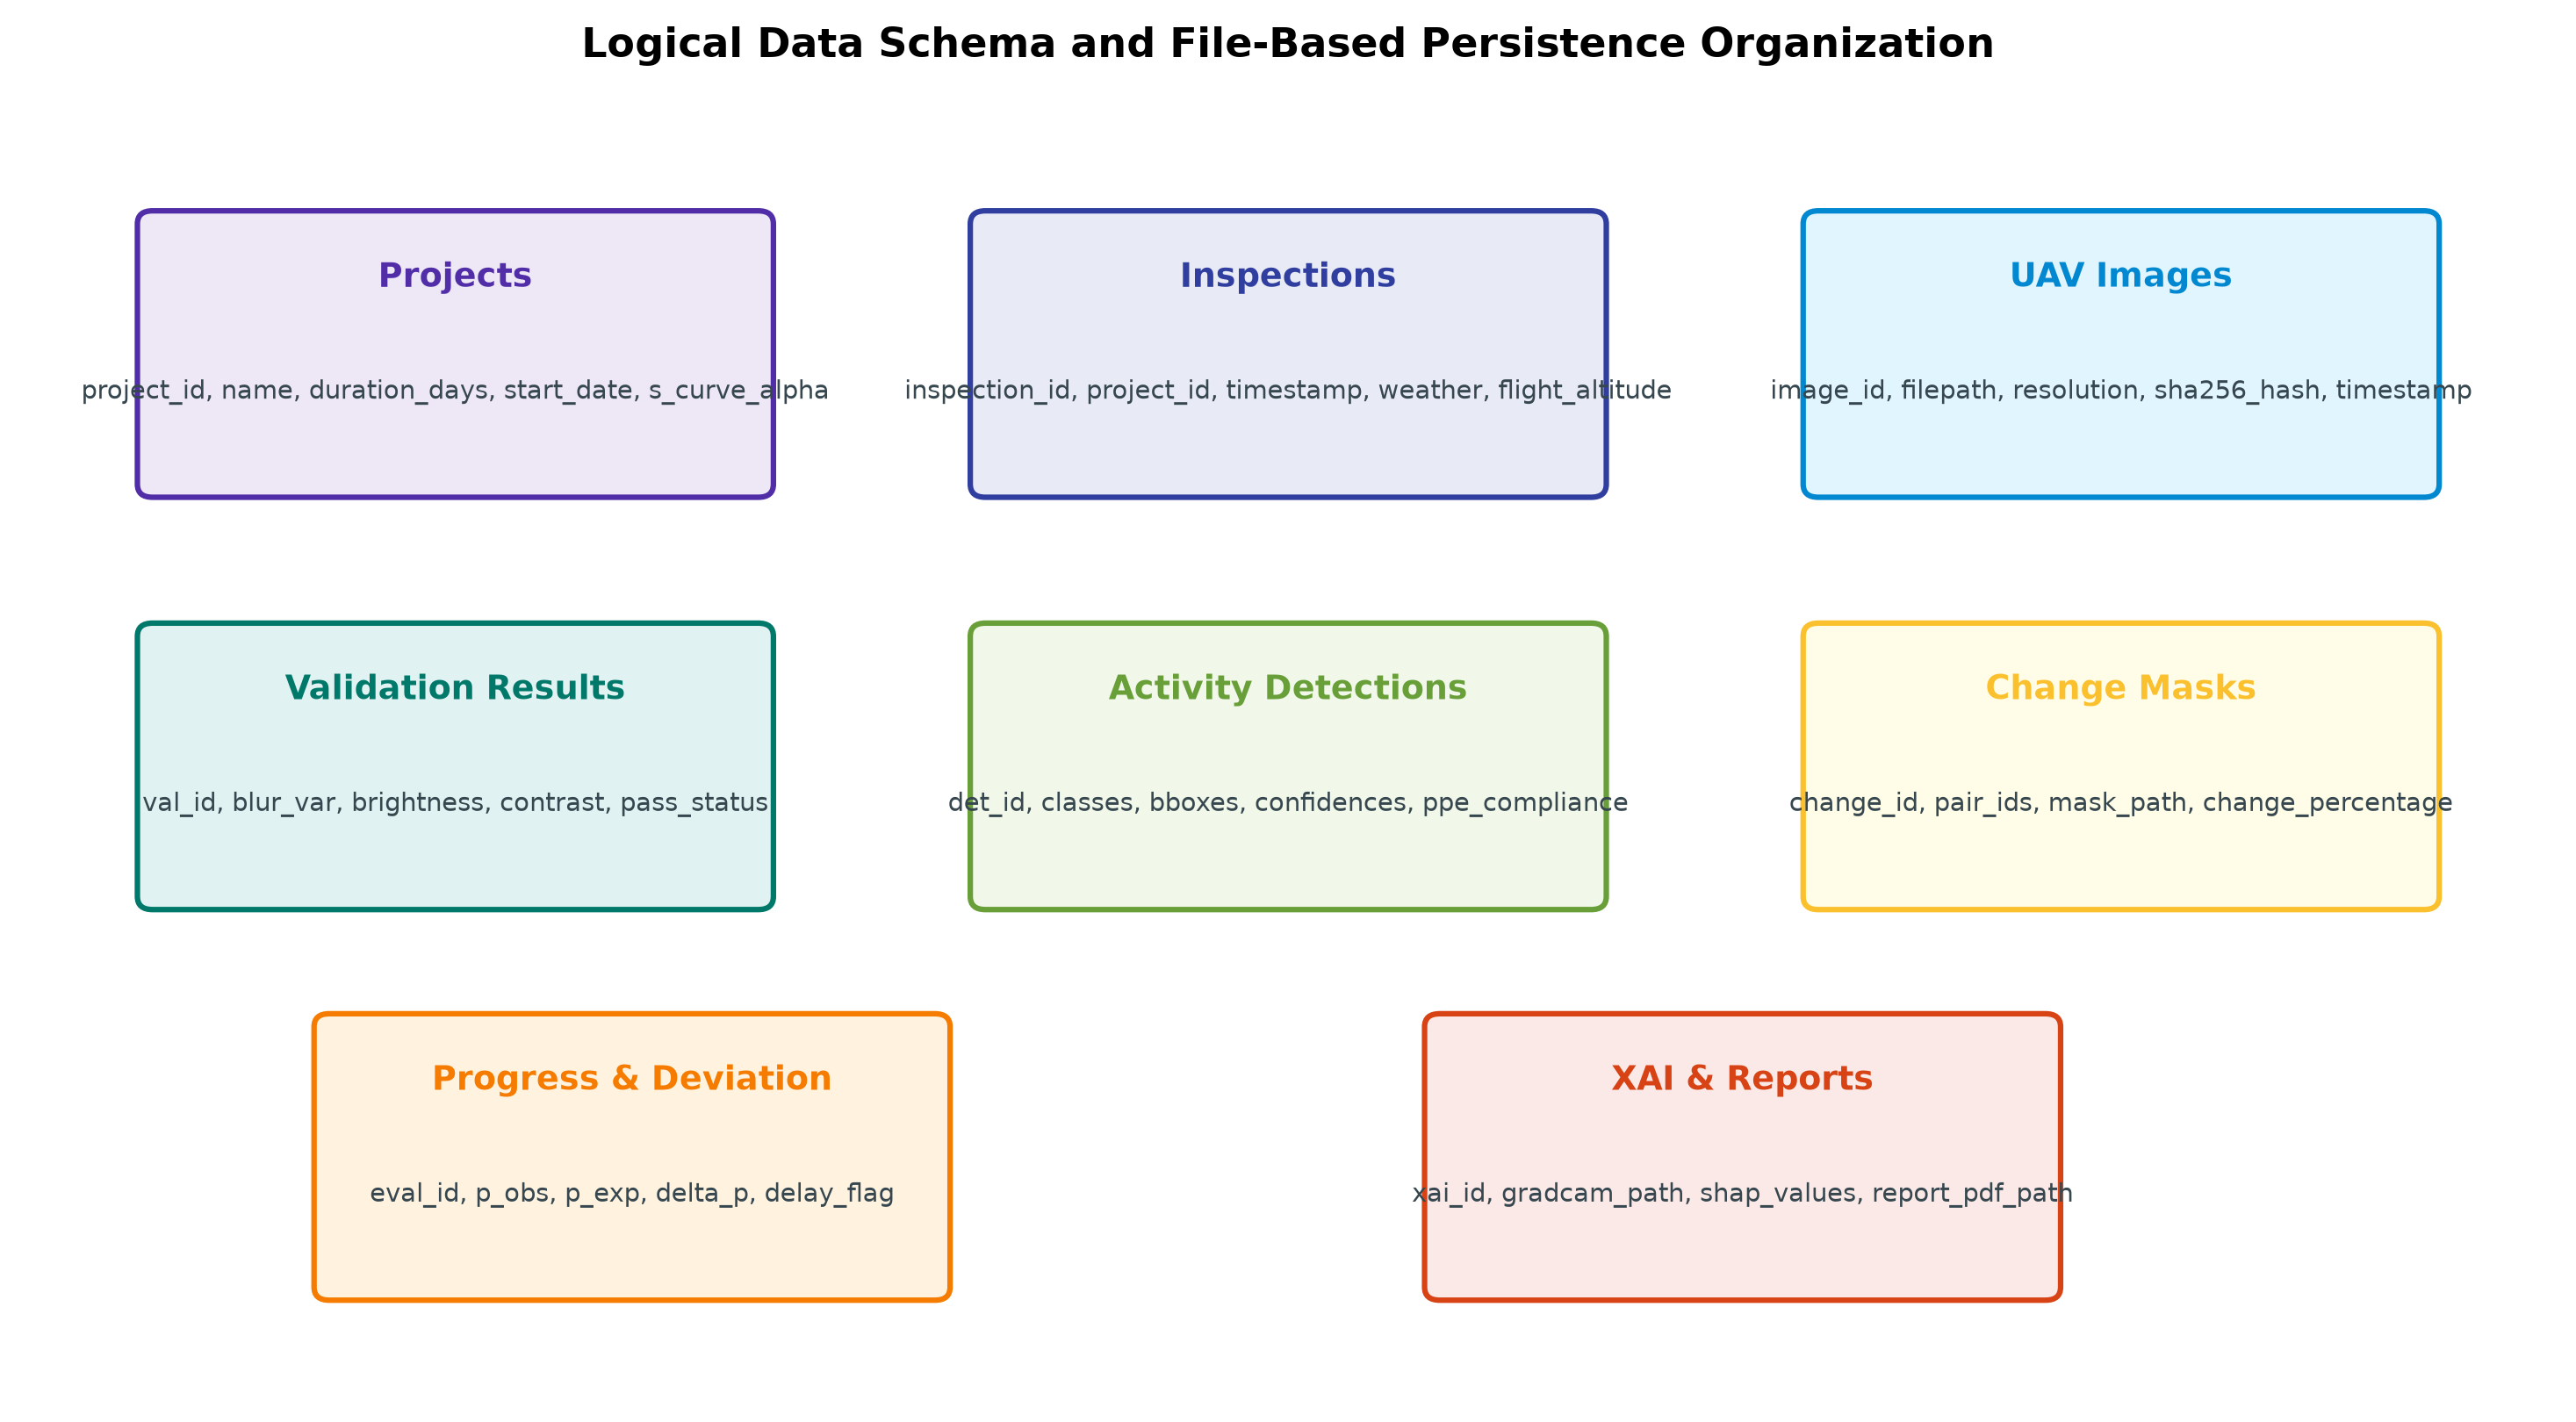 Logical Data Schema and File-Based Persistence Organization
Projects
project_id, name, duration_days, start_date, s_curve_alpha
Inspections
inspection_id, project_id, timestamp, weather, flight_altitude
UAV Images
image_id, filepath, resolution, sha256_hash, timestamp
Validation Results
val_id, blur_var, brightness, contrast, pass_status
Activity Detections
det_id, classes, bboxes, confidences, ppe_compliance
Change Masks
change_id, pair_ids, mask_path, change_percentage
Progress & Deviation
eval_id, p_obs, p_exp, delta_p, delay_flag
XAI & Reports
xai_id, gradcam_path, shap_values, report_pdf_path